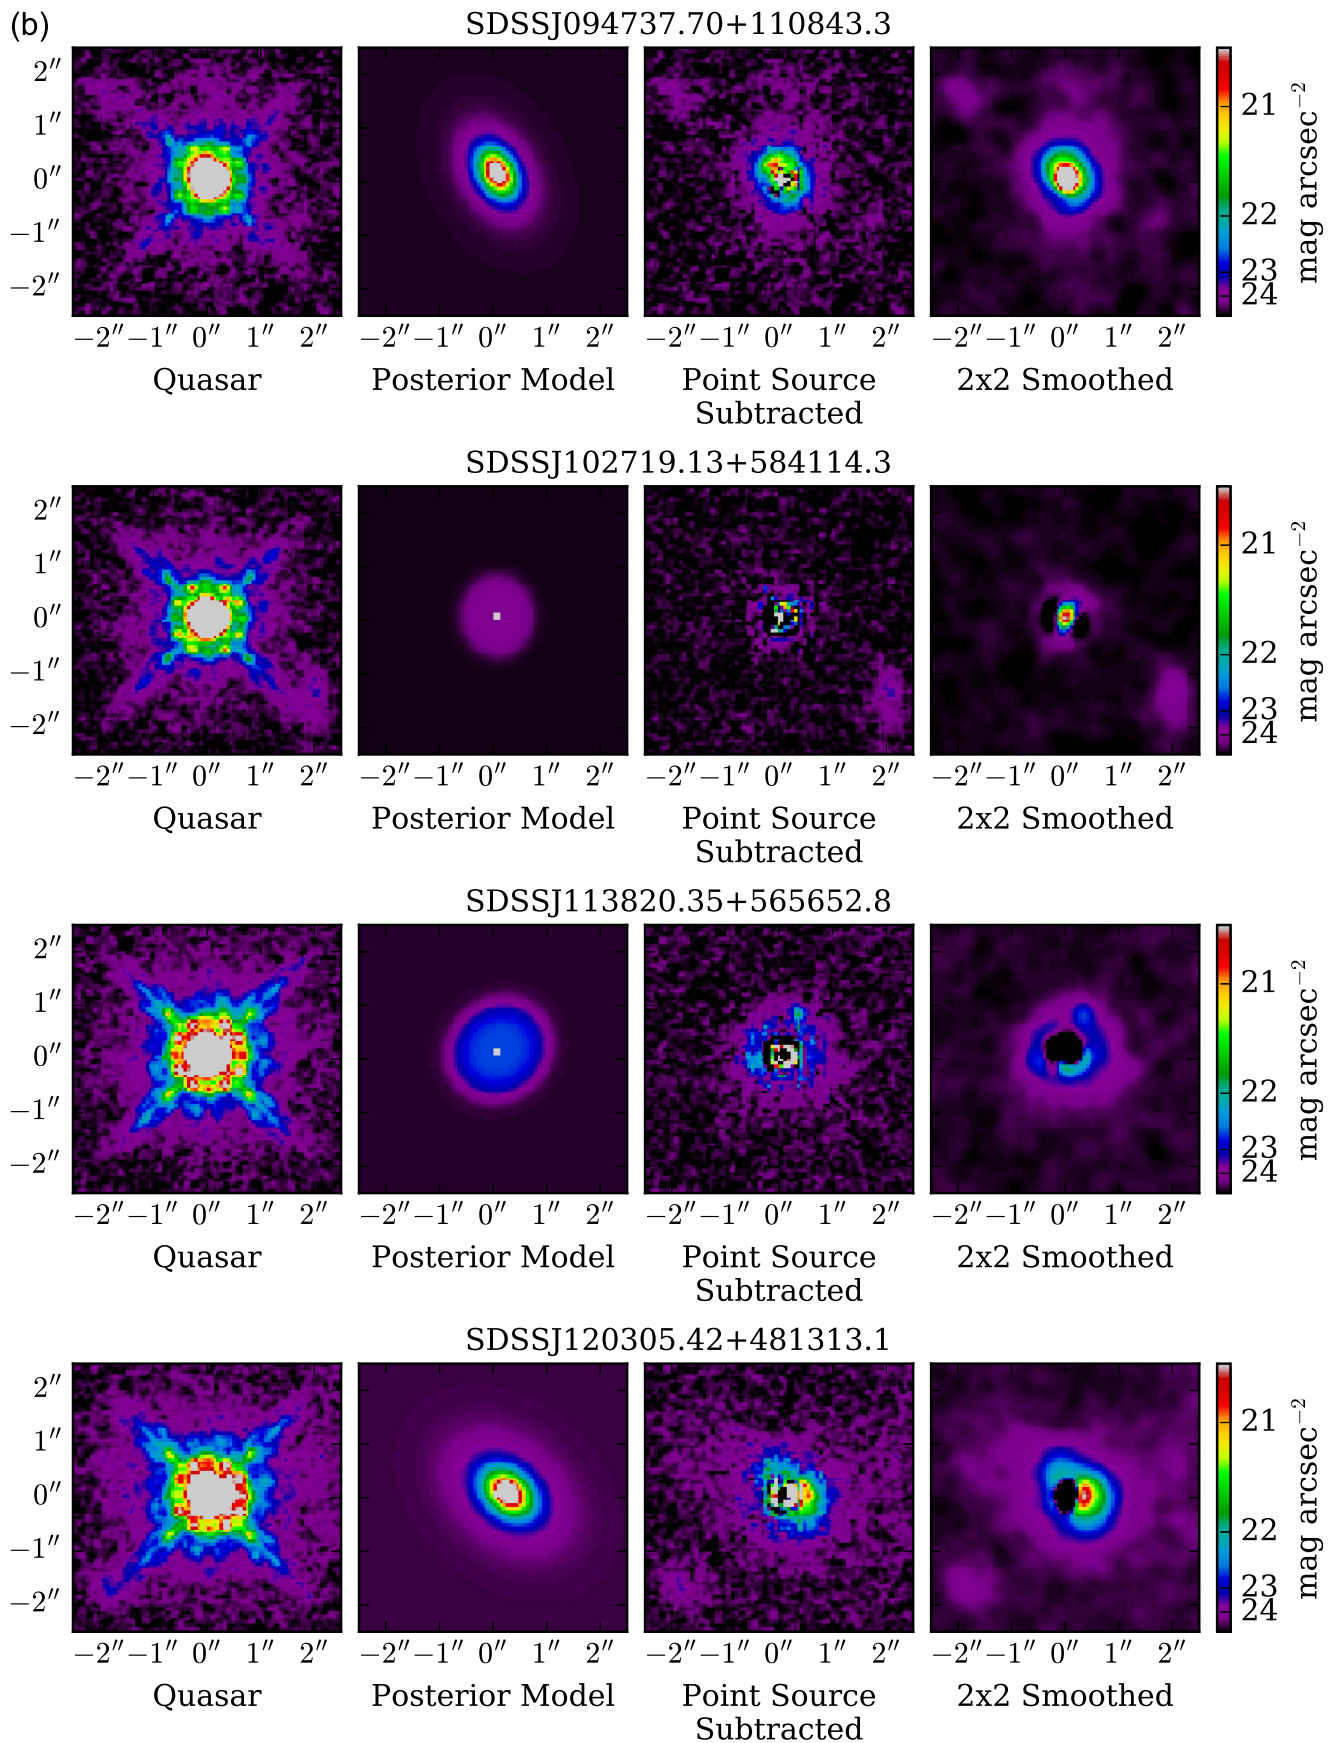 (b)
SDSSJ094737.70+110843.3
2″
1″
0″
−1″
−2″
21
22
23
24
mag arcsec⁻²
−2″ −1″ 0″ 1″ 2″
−2″ −1″ 0″ 1″ 2″
−2″ −1″ 0″ 1″ 2″
−2″ −1″ 0″ 1″ 2″
Quasar
Posterior Model
Point Source
Subtracted
2x2 Smoothed
SDSSJ102719.13+584114.3
2″
1″
0″
−1″
−2″
21
22
23
24
mag arcsec⁻²
−2″ −1″ 0″ 1″ 2″
−2″ −1″ 0″ 1″ 2″
−2″ −1″ 0″ 1″ 2″
−2″ −1″ 0″ 1″ 2″
Quasar
Posterior Model
Point Source
Subtracted
2x2 Smoothed
SDSSJ113820.35+565652.8
2″
1″
0″
−1″
−2″
21
22
23
24
mag arcsec⁻²
−2″ −1″ 0″ 1″ 2″
−2″ −1″ 0″ 1″ 2″
−2″ −1″ 0″ 1″ 2″
−2″ −1″ 0″ 1″ 2″
Quasar
Posterior Model
Point Source
Subtracted
2x2 Smoothed
SDSSJ120305.42+481313.1
2″
1″
0″
−1″
−2″
21
22
23
24
mag arcsec⁻²
−2″ −1″ 0″ 1″ 2″
−2″ −1″ 0″ 1″ 2″
−2″ −1″ 0″ 1″ 2″
−2″ −1″ 0″ 1″ 2″
Quasar
Posterior Model
Point Source
Subtracted
2x2 Smoothed